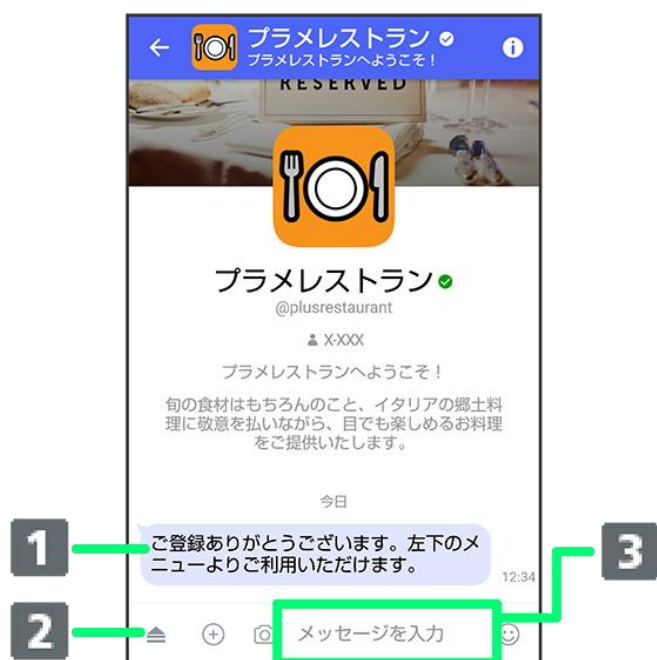 プラメレストラン
プラメレストランへようこそ！
RESERVED
プラメレストラン
@plusrestaurant
X-XXX
プラメレストランへようこそ！
旬の食材はもちろんのこと、イタリアの郷土料
理に敬意を払いながら、目でも楽しめるお料理
をご提供いたします。
今日
1
ご登録ありがとうございます。左下のメ
ニューよりご利用いただけます。
12:34
3
2
メッセージを入力